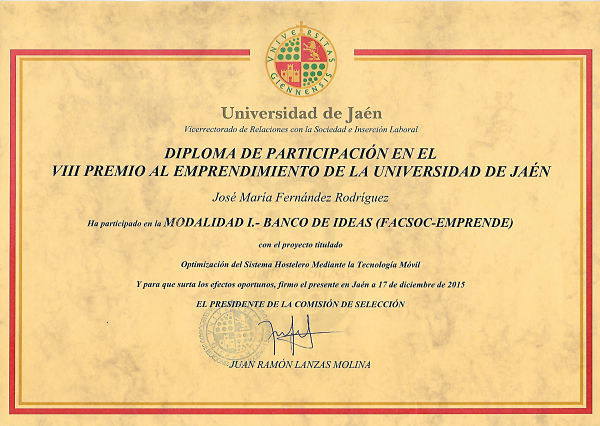 UNIVERSITAS GIENNENSIS
Universidad de Jaén
Vicerrectorado de Relaciones con la Sociedad e Inserción Laboral
DIPLOMA DE PARTICIPACIÓN EN EL
VIII PREMIO AL EMPRENDIMIENTO DE LA UNIVERSIDAD DE JAÉN
José María Fernández Rodríguez
Ha participado en la MODALIDAD I.- BANCO DE IDEAS (FACSOC-EMPRENDE)
con el proyecto titulado
Optimización del Sistema Hostelero Mediante la Tecnología Móvil
Y para que surta los efectos oportunos, firmo el presente en Jaén a 17 de diciembre de 2015
EL PRESIDENTE DE LA COMISIÓN DE SELECCIÓN
JUAN RAMÓN LANZAS MOLINA